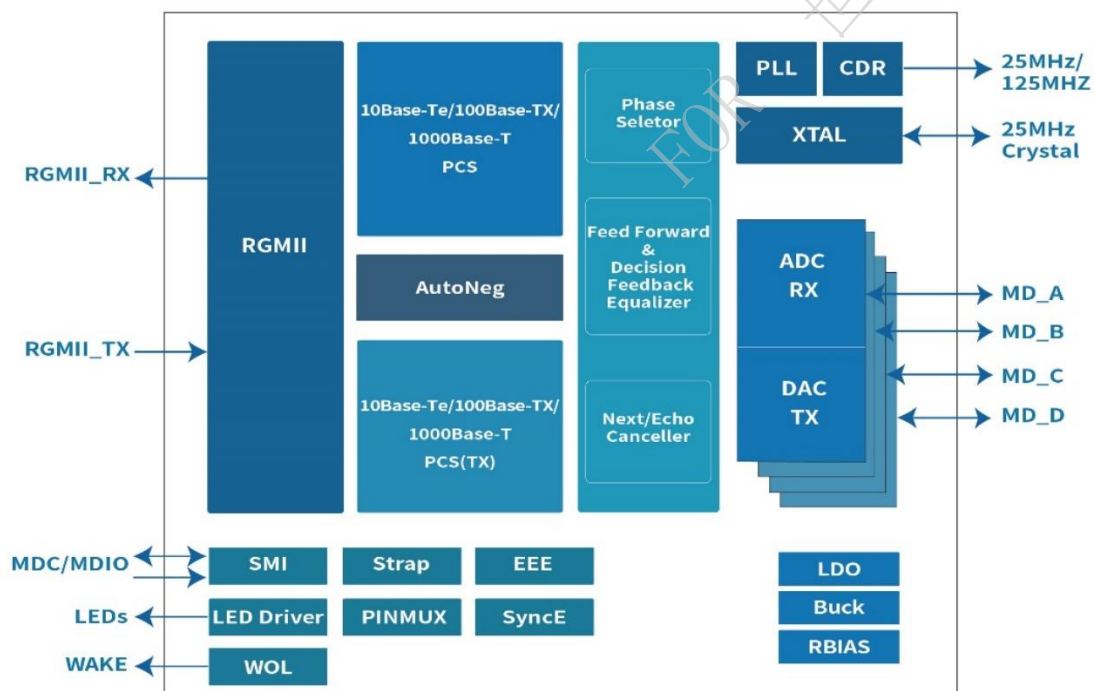 RGMII_RX
RGMII_TX
RGMII
10Base-Te/100Base-TX/
1000Base-T
PCS
AutoNeg
10Base-Te/100Base-TX/
1000Base-T
PCS(TX)
Phase
Seletor
Feed Forward
&
Decision
Feedback
Equalizer
Next/Echo
Canceller
PLL
CDR
25MHz/
125MHZ
XTAL
25MHz
Crystal
ADC
RX
DAC
TX
MD_A
MD_B
MD_C
MD_D
MDC/MDIO
SMI
Strap
EEE
LEDs
LED Driver
PINMUX
SyncE
WAKE
WOL
LDO
Buck
RBIAS
FOR